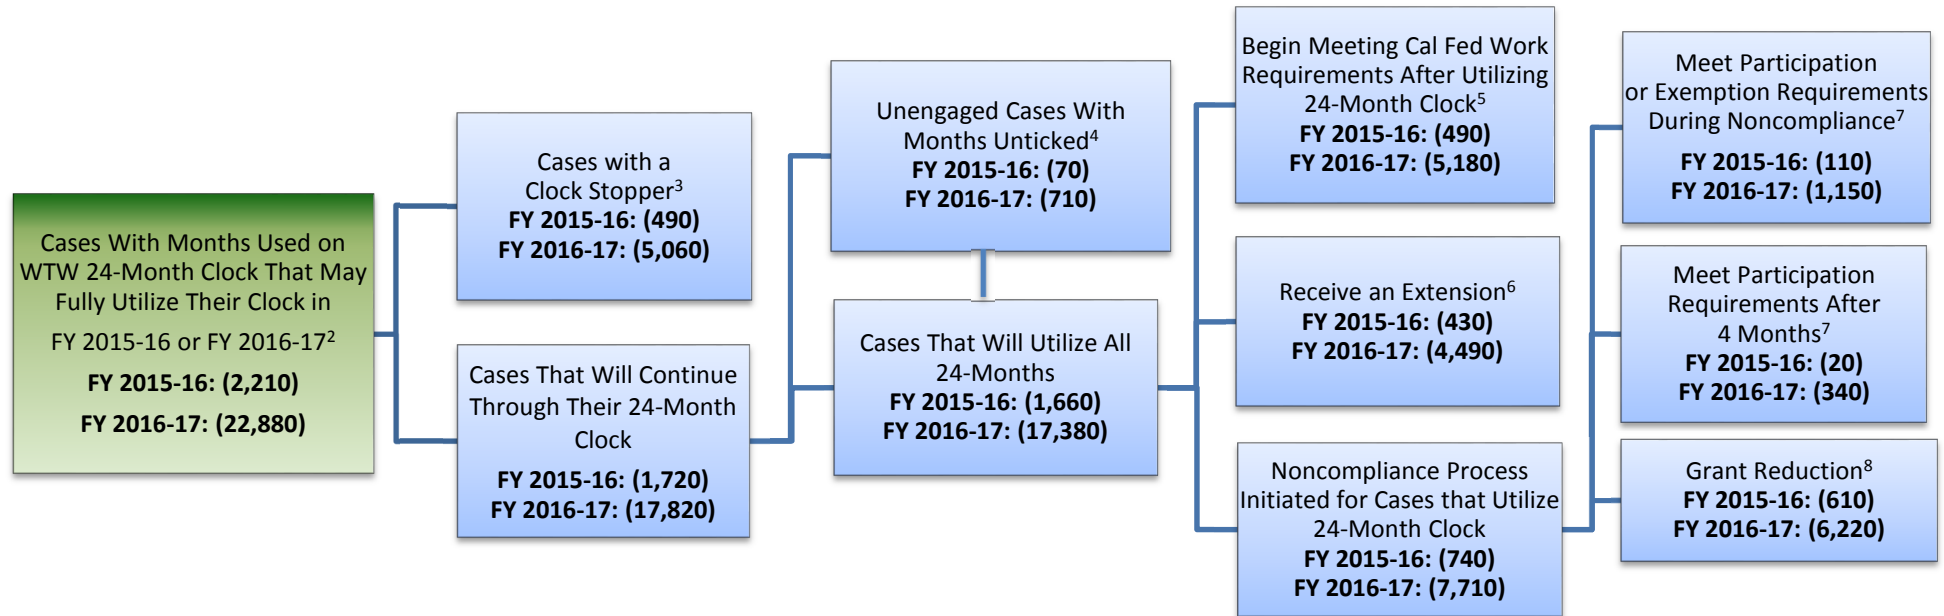 Cases With Months Used on
WTW 24-Month Clock That May
Fully Utilize Their Clock in
FY 2015-16 or FY 2016-17²
FY 2015-16: (2,210)
FY 2016-17: (22,880)
Cases with a
Clock Stopper³
FY 2015-16: (490)
FY 2016-17: (5,060)
Cases That Will Continue
Through Their 24-Month
Clock
FY 2015-16: (1,720)
FY 2016-17: (17,820)
Unengaged Cases With
Months Unticked⁴
FY 2015-16: (70)
FY 2016-17: (710)
Cases That Will Utilize All
24-Months
FY 2015-16: (1,660)
FY 2016-17: (17,380)
Begin Meeting Cal Fed Work
Requirements After Utilizing
24-Month Clock⁵
FY 2015-16: (490)
FY 2016-17: (5,180)
Receive an Extension⁶
FY 2015-16: (430)
FY 2016-17: (4,490)
Noncompliance Process
Initiated for Cases that Utilize
24-Month Clock
FY 2015-16: (740)
FY 2016-17: (7,710)
Meet Participation
or Exemption Requirements
During Noncompliance⁷
FY 2015-16: (110)
FY 2016-17: (1,150)
Meet Participation
Requirements After
4 Months⁷
FY 2015-16: (20)
FY 2016-17: (340)
Grant Reduction⁸
FY 2015-16: (610)
FY 2016-17: (6,220)